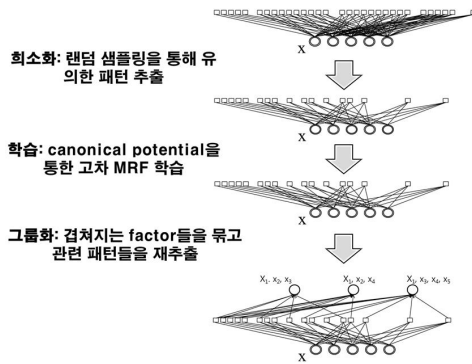 X
희소화: 랜덤 샘플링을 통해 유
의한 패턴 추출
X
학습: canonical potential을
통한 고차 MRF 학습
X
그룹화: 겹쳐지는 factor들을 묶고
관련 패턴들을 재추출
X₁, x₂, x₃ X₁, x₂, x₄ X₁, x₃, x₄, x₅
X